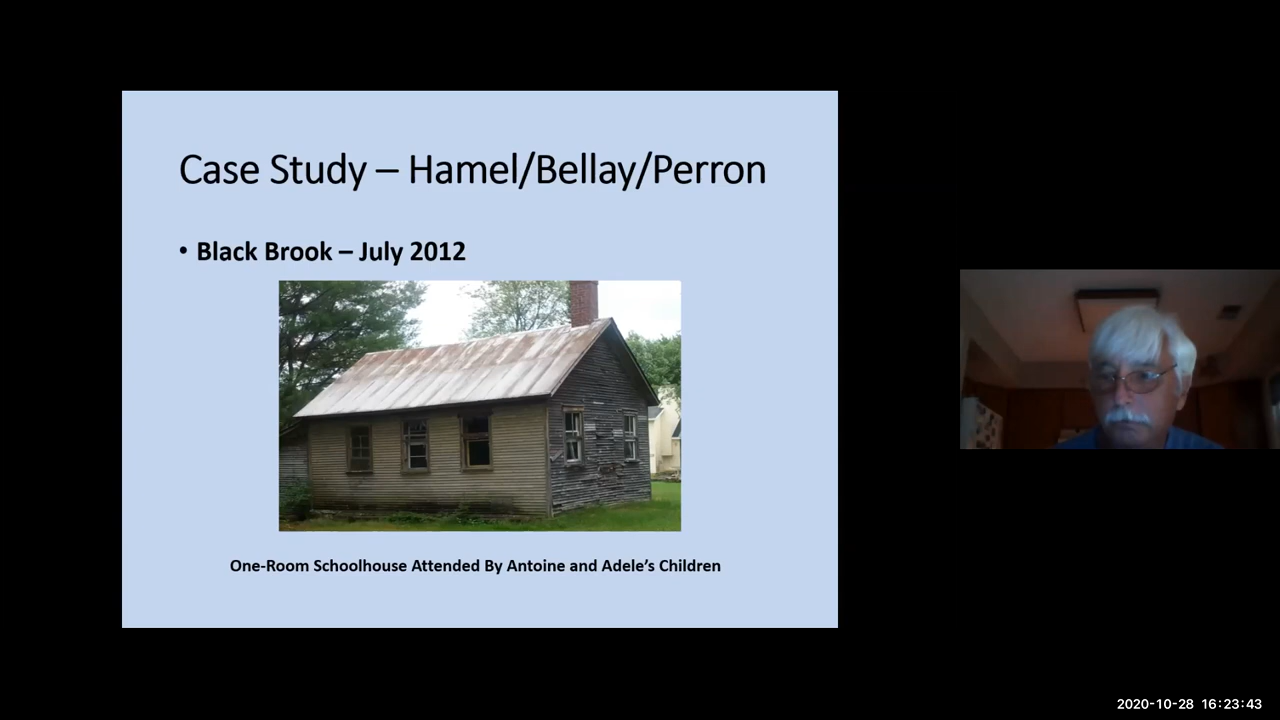 Case Study – Hamel/Bellay/Perron
• Black Brook – July 2012
One-Room Schoolhouse Attended By Antoine and Adele's Children
2020-10-28 16:23:43